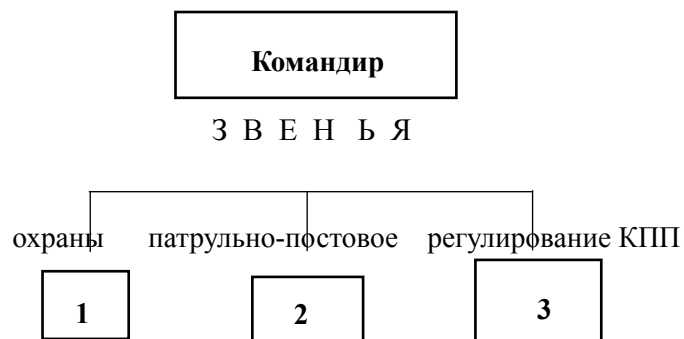 Командир
З В Е Н Ь Я
охраны патрульно-постовое регулирование КПП
1 2 3